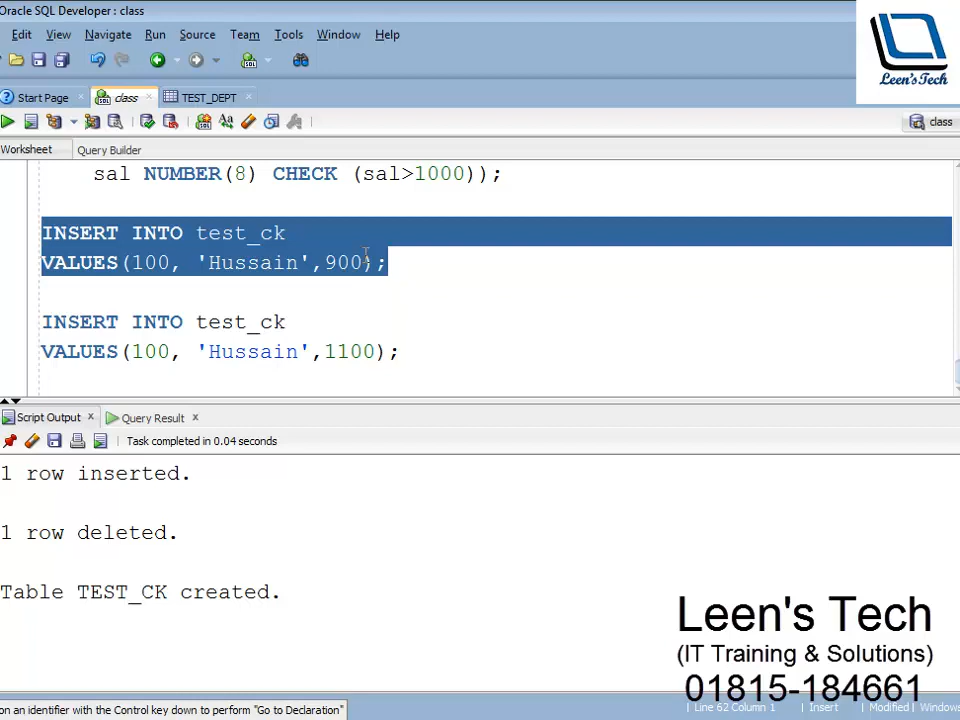 Oracle SQL Developer : class
Edit View Navigate Run Source Team Tools Window Help
Start Page class TEST_DEPT
class
Worksheet Query Builder
sal NUMBER(8) CHECK (sal>1000));
INSERT INTO test_ck
VALUES(100, 'Hussain',900);
INSERT INTO test_ck
VALUES(100, 'Hussain',1100);
Script Output Query Result
Task completed in 0.04 seconds
1 row inserted.
1 row deleted.
Table TEST_CK created.
Leen's Tech
Leen's Tech
(IT Training & Solutions)
01815-184661
on an identifier with the Control key down to perform "Go to Declaration"
Line 62 Column 1 Insert Modified Windows